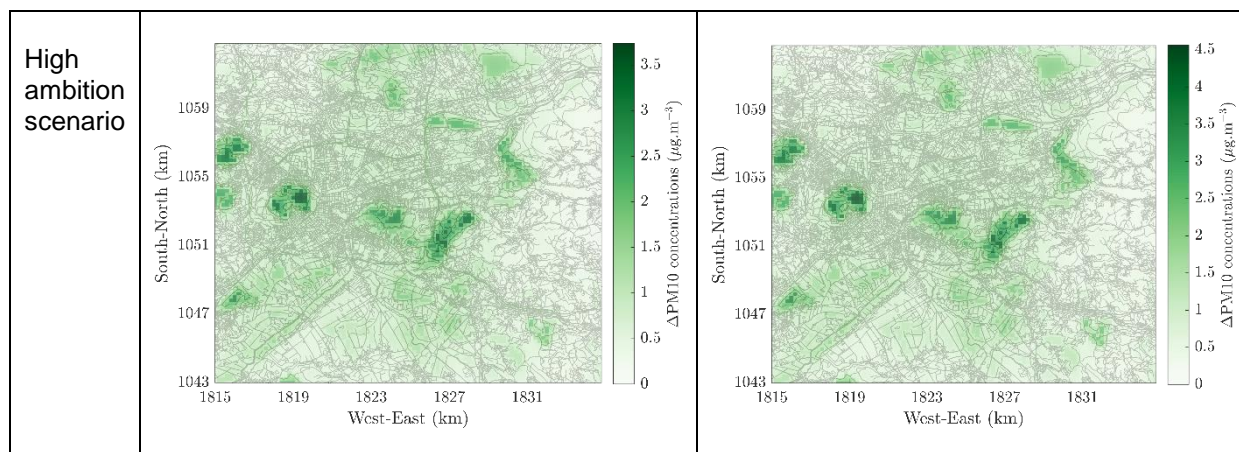 High
ambition
scenario
1059
1055
1051
1047
1043
South-North (km)
1815 1819 1823 1827 1831
West-East (km)
3.5
3
2.5
2
1.5
1
0.5
0
ΔPM10 concentrations (μg.m⁻³)
1059
1055
1051
1047
1043
South-North (km)
1815 1819 1823 1827 1831
West-East (km)
4.5
4
3.5
3
2.5
2
1.5
1
0.5
0
ΔPM10 concentrations (μg.m⁻³)